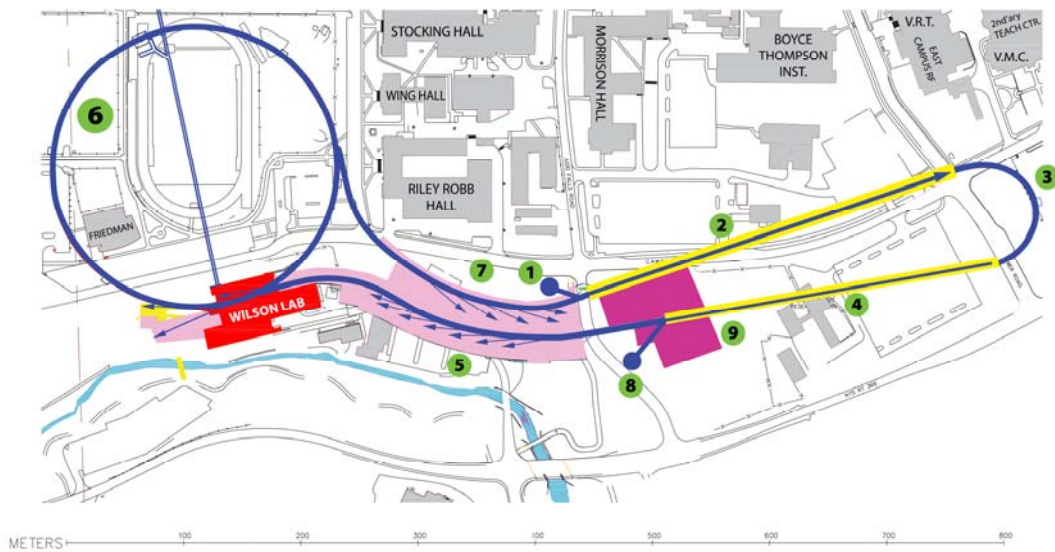 STOCKING HALL
WING HALL
MORRISON HALL
BOYCE
THOMPSON
INST.
V.R.T.
EAST
CAMPUS RF
2nd'ary
TEACH CTR.
V.M.C.
6
RILEY ROBB
HALL
FRIEDMAN
3
2
7
1
WILSON LAB
4
9
5
8
METERS
100
200
300
400
500
600
700
800